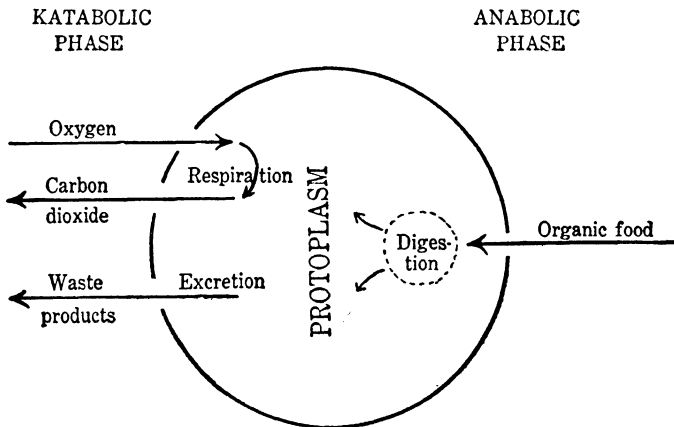 KATABOLIC
PHASE
ANABOLIC
PHASE
Oxygen
Respiration
Carbon
dioxide
Waste
products
Excretion
PROTOPLASM
Diges-
tion
Organic food